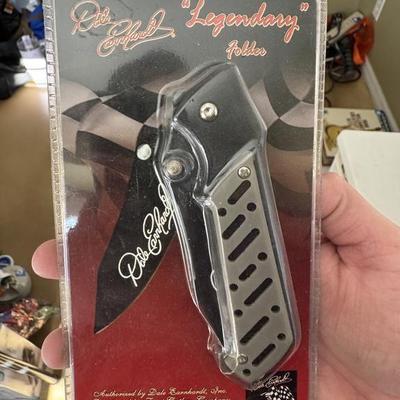 Dale Earnhardt
"Legendary"
Folder
Dale Earnhardt
Authorized by Dale Earnhardt, Inc.